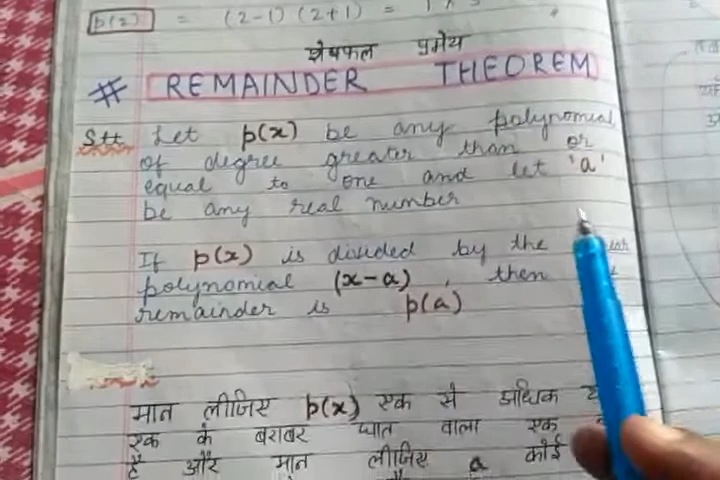 p(2) = (2-1) (2+1) = 1 x 3
शेषफल प्रमेय
# REMAINDER THEOREM
Stt Let p(x) be any polynomial
of degree greater than or
equal to one and let 'a'
be any real number
If p(x) is divided by the
polynomial (x-a), then
remainder is p(a)
मान लीजिए p(x) एक से अधिक
एक के बराबर घात वाला एक
है और मान लीजिए a कोई